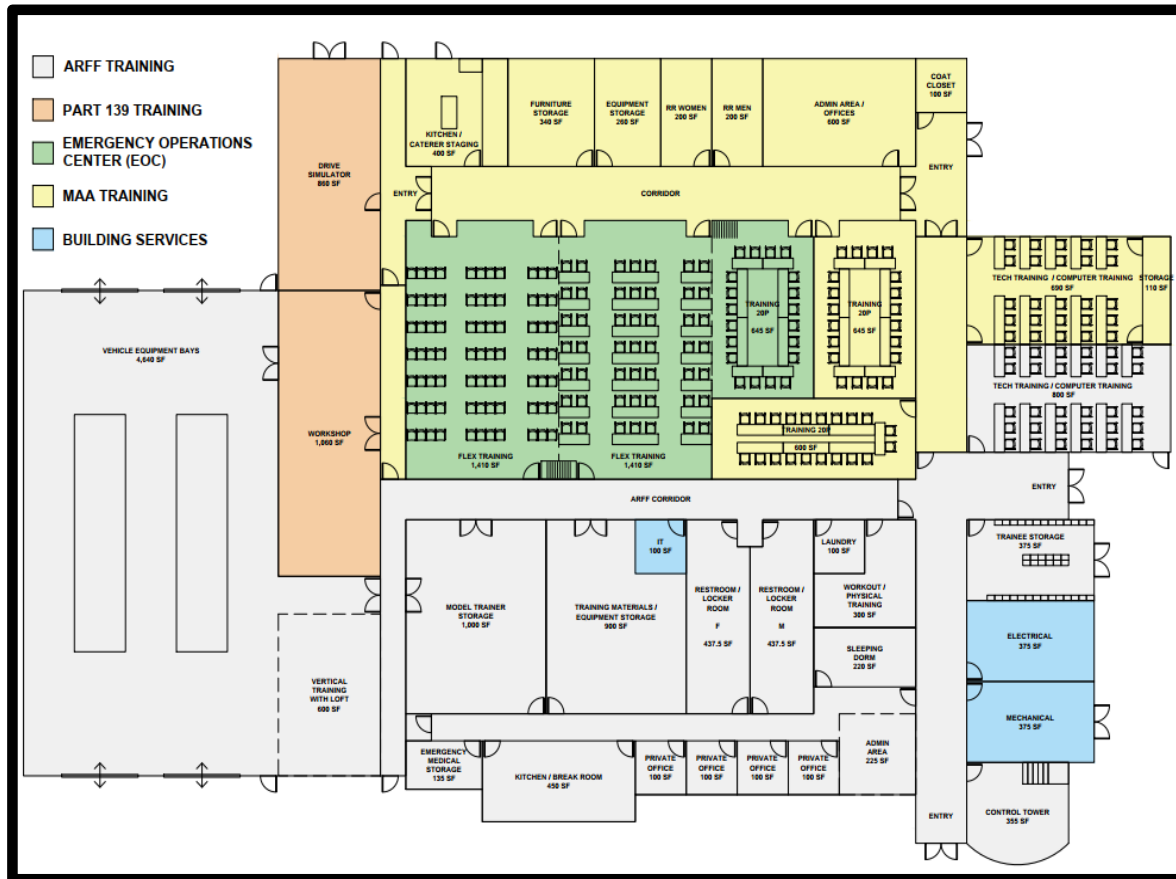 ARFF TRAINING
PART 139 TRAINING
EMERGENCY OPERATIONS
CENTER (EOC)
MAA TRAINING
BUILDING SERVICES
DRIVE
SIMULATOR
860 SF
KITCHEN /
CATERER STAGING
400 SF
FURNITURE
STORAGE
340 SF
EQUIPMENT
STORAGE
260 SF
RR WOMEN
200 SF
RR MEN
200 SF
ADMIN AREA /
OFFICES
600 SF
COAT
CLOSET
100 SF
ENTRY
CORRIDOR
ENTRY
TRAINING
20P
645 SF
TRAINING
20P
645 SF
TECH TRAINING / COMPUTER TRAINING
690 SF
STORAGE
110 SF
VEHICLE EQUIPMENT BAYS
4,640 SF
TECH TRAINING / COMPUTER TRAINING
800 SF
WORKSHOP
1,060 SF
FLEX TRAINING
1,410 SF
FLEX TRAINING
1,410 SF
TRAINING 20P
600 SF
ARFF CORRIDOR
ENTRY
MODEL TRAINER
STORAGE
1,000 SF
TRAINING MATERIALS /
EQUIPMENT STORAGE
900 SF
IT
100 SF
RESTROOM /
LOCKER
ROOM
F
437.5 SF
RESTROOM /
LOCKER
ROOM
M
437.5 SF
LAUNDRY
100 SF
WORKOUT /
PHYSICAL
TRAINING
300 SF
SLEEPING
DORM
220 SF
TRAINEE STORAGE
375 SF
ELECTRICAL
375 SF
MECHANICAL
375 SF
VERTICAL
TRAINING
WITH LOFT
600 SF
EMERGENCY
MEDICAL
STORAGE
135 SF
KITCHEN / BREAK ROOM
450 SF
PRIVATE
OFFICE
100 SF
PRIVATE
OFFICE
100 SF
PRIVATE
OFFICE
100 SF
PRIVATE
OFFICE
100 SF
ADMIN
AREA
225 SF
ENTRY
CONTROL TOWER
355 SF